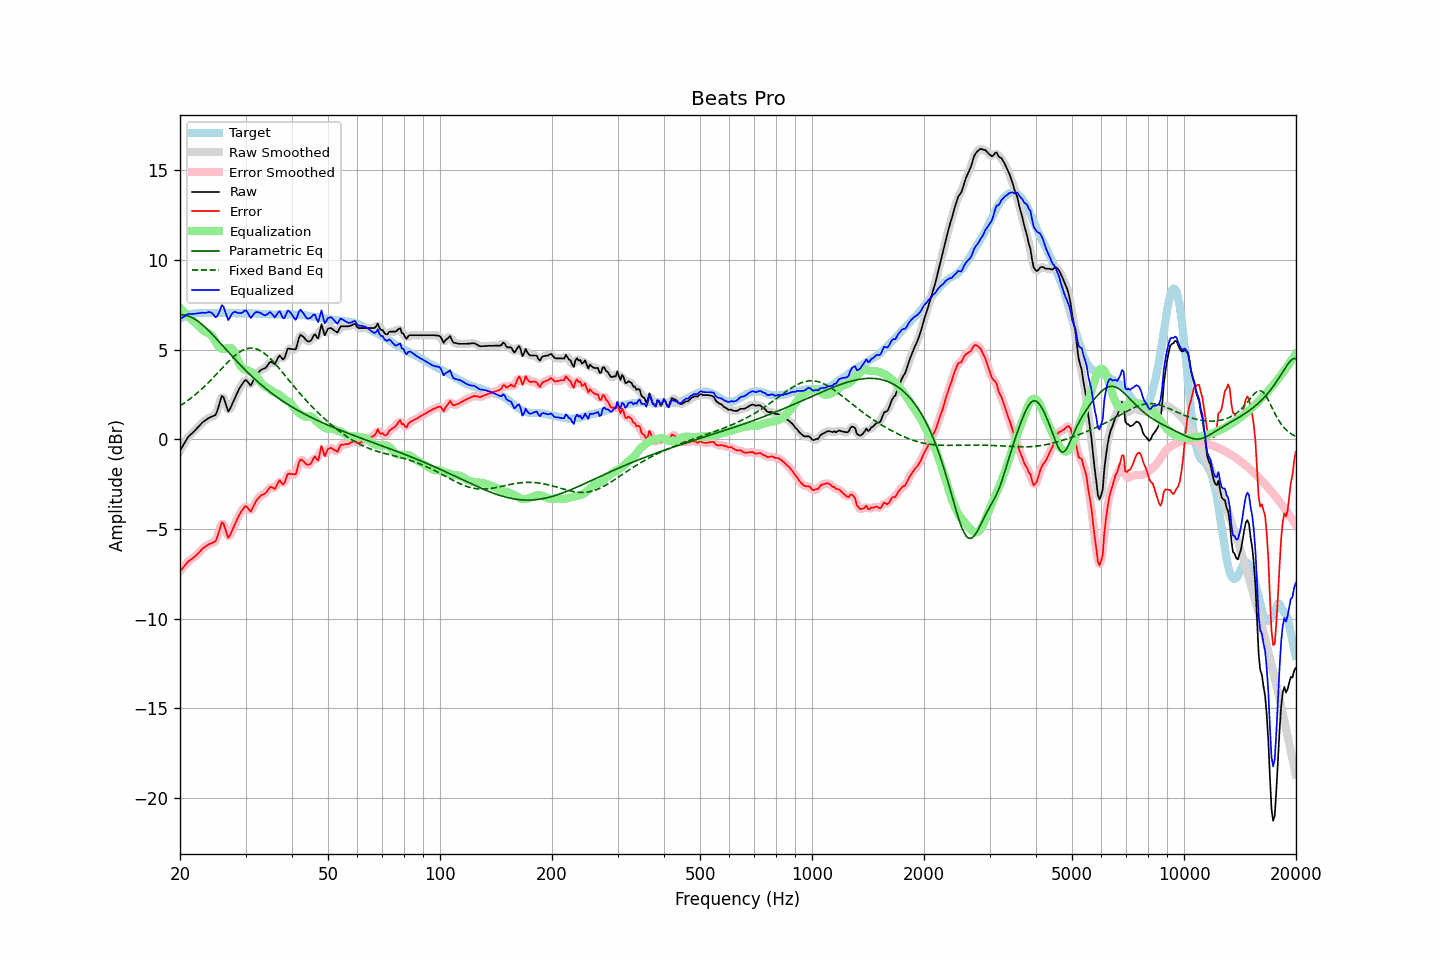 Beats Pro
Target
Raw Smoothed
Error Smoothed
Raw
Error
Equalization
Parametric Eq
Fixed Band Eq
Equalized
Amplitude (dBr)
15
10
5
0
−5
−10
−15
−20
20 50 100 200 500 1000 2000 5000 10000 20000
Frequency (Hz)